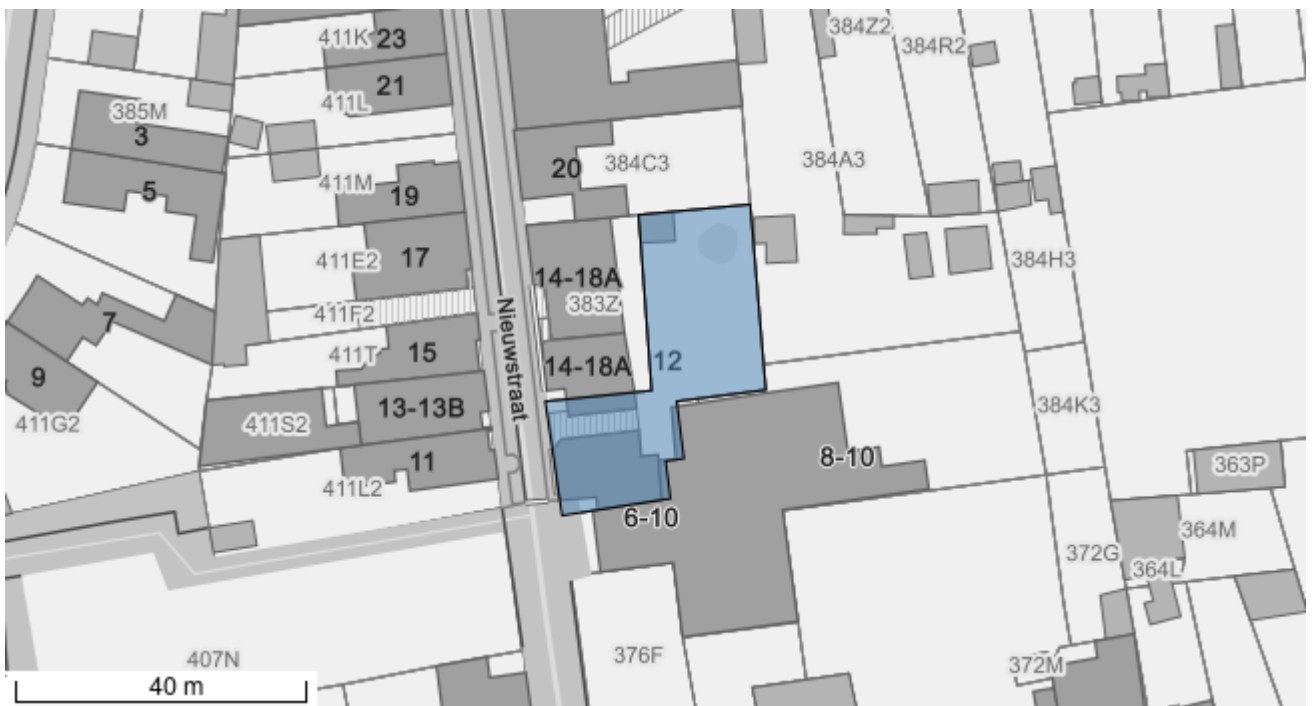 384Z2
411K
23
384R2
21
411L
385M
3
20
384C3
384A3
5
411M
19
17
411E2
384H3
14-18A
383Z
411F2
7
Nieuwstraat
411T
15
14-18A
12
9
13-13B
411G2
411S2
384K3
11
8-10
363P
411L2
6-10
364M
372G
364L
407N
376F
372M
40 m